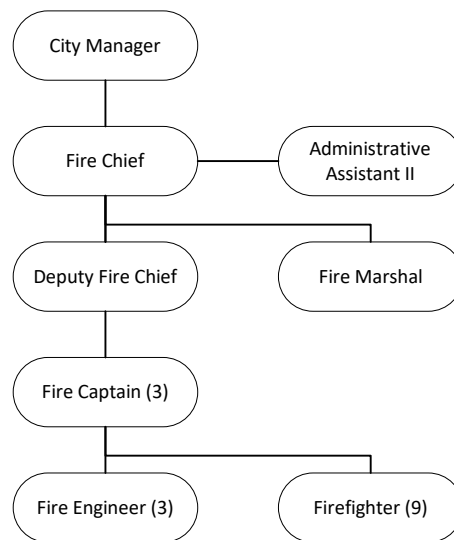 City Manager
Fire Chief
Administrative
Assistant II
Deputy Fire Chief
Fire Marshal
Fire Captain (3)
Fire Engineer (3)
Firefighter (9)